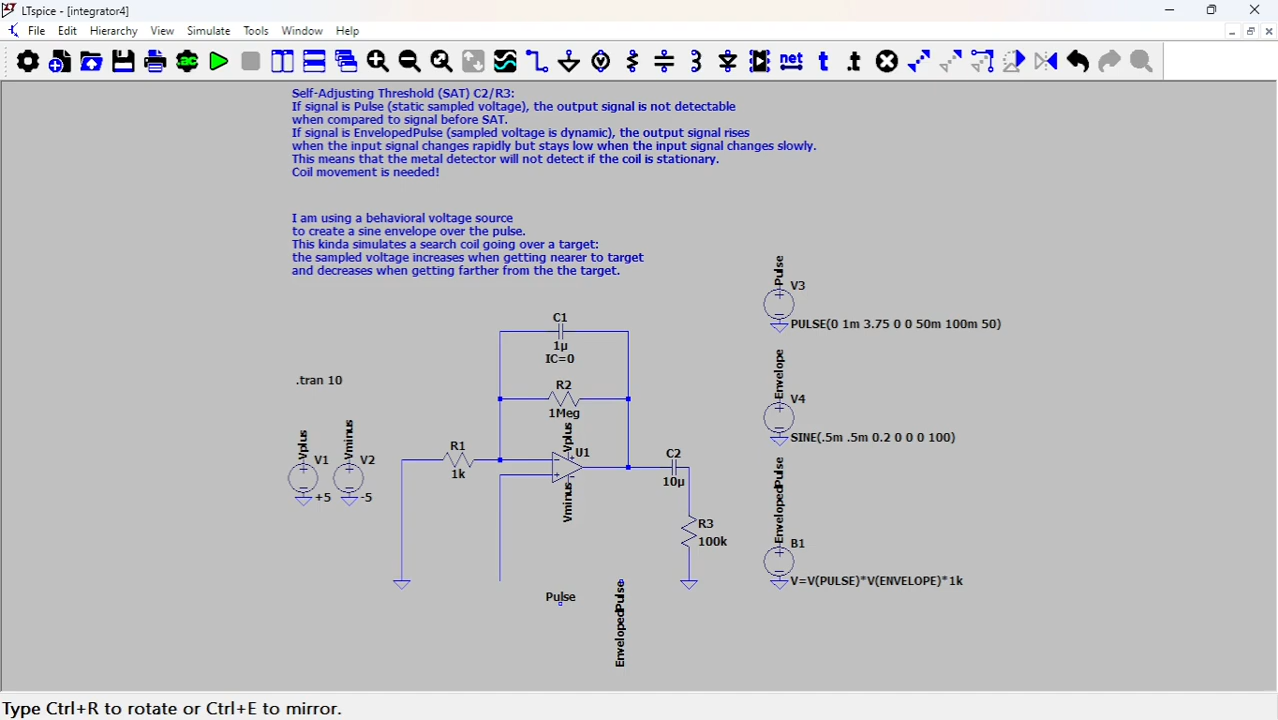 LTspice - [integrator4]
File Edit Hierarchy View Simulate Tools Window Help
.ac net t .t
Self-Adjusting Threshold (SAT) C2/R3:
If signal is Pulse (static sampled voltage), the output signal is not detectable
when compared to signal before SAT.
If signal is EnvelopedPulse (sampled voltage is dynamic), the output signal rises
when the input signal changes rapidly but stays low when the input signal changes slowly.
This means that the metal detector will not detect if the coil is stationary.
Coil movement is needed!
I am using a behavioral voltage source
to create a sine envelope over the pulse.
This kinda simulates a search coil going over a target:
the sampled voltage increases when getting nearer to target
and decreases when getting farther from the the target.
Pulse
V3
PULSE(0 1m 3.75 0 0 50m 100m 50)
C1
1µ
IC=0
.tran 10
R2
1Meg
Envelope
V4
SINE(.5m .5m 0.2 0 0 0 100)
Vplus
V1
+5
Vminus
V2
-5
R1
1k
Vplus
U1
Vminus
C2
10µ
R3
100k
EnvelopedPulse
B1
V=V(PULSE)*V(ENVELOPE)*1k
Pulse
EnvelopedPulse
Type Ctrl+R to rotate or Ctrl+E to mirror.